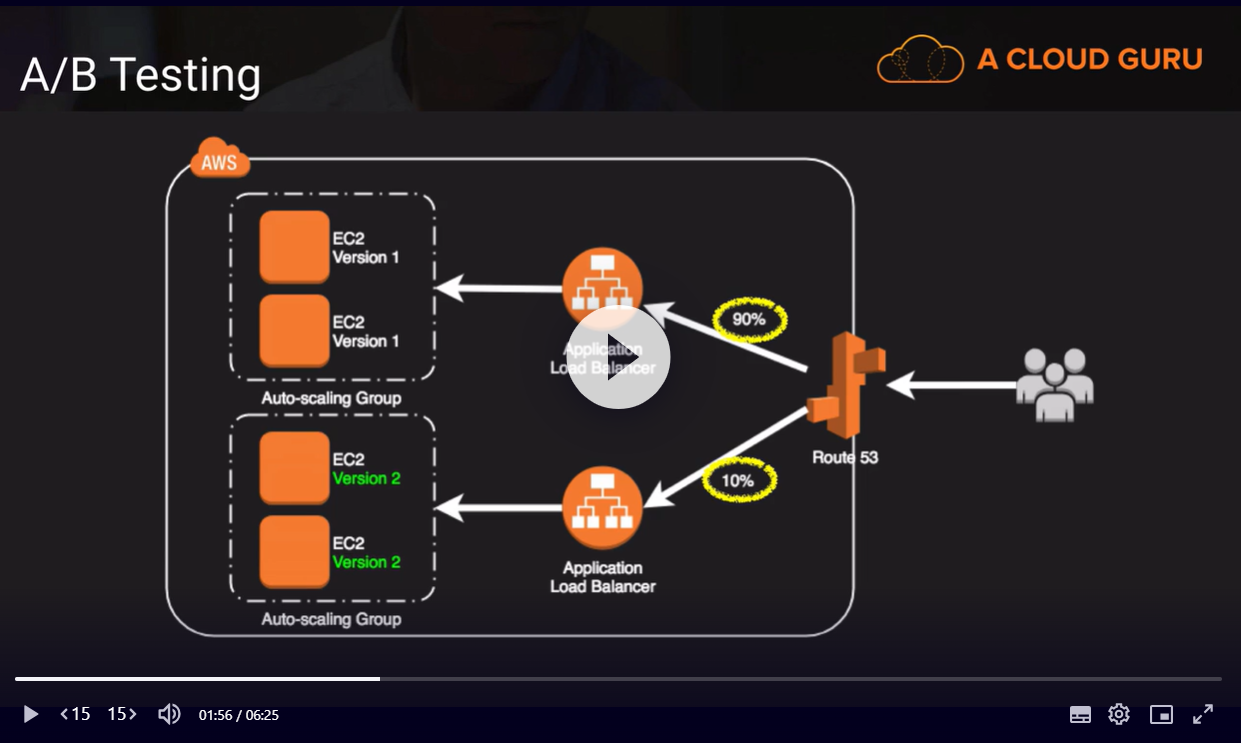 A/B Testing
A CLOUD GURU
AWS
EC2
Version 1
EC2
Version 1
Auto-scaling Group
Application
Load Balancer
90%
Route 53
EC2
Version 2
EC2
Version 2
Auto-scaling Group
Application
Load Balancer
10%
<15
15>
01:56 / 06:25